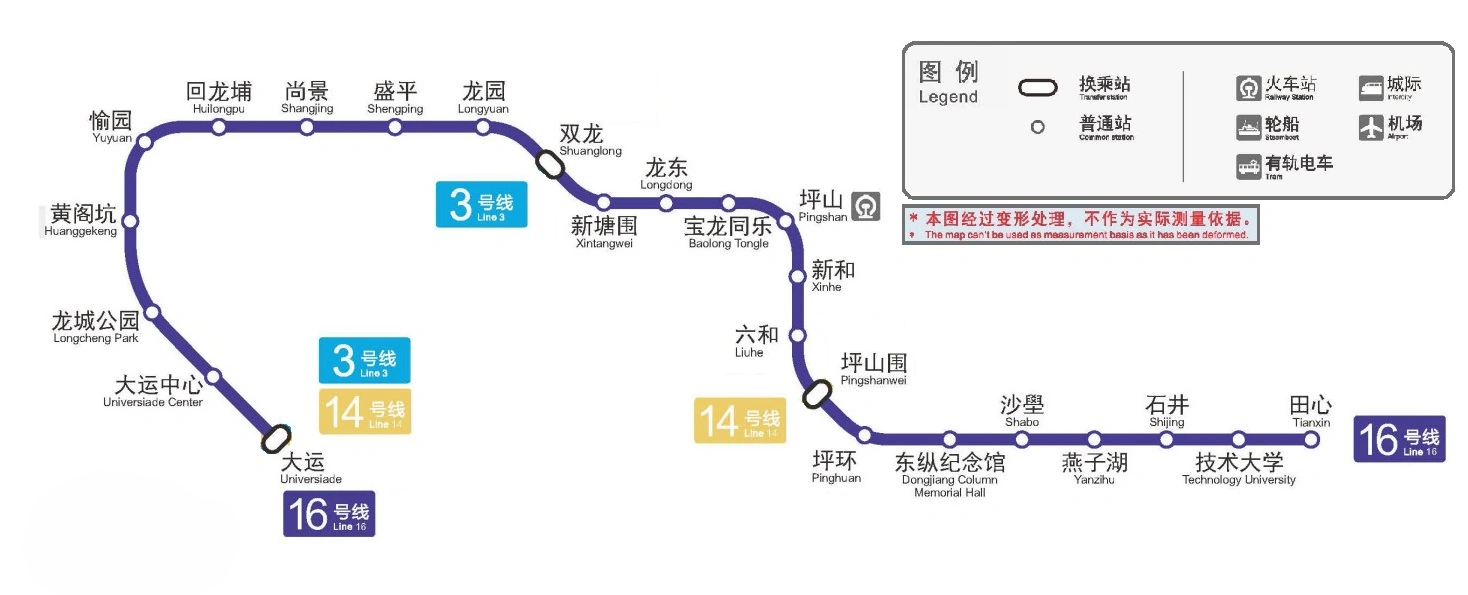 图 例
Legend
换乘站
Transfer station
普通站
Common station
火车站
Railway Station
城际
Intercity
轮船
Steamboat
机场
Airport
有轨电车
Tram
* 本图经过变形处理，不作为实际测量依据。
* The map can't be used as measurement basis as it has been deformed.
回龙埔
Huilongpu
尚景
Shangjing
盛平
Shengping
龙园
Longyuan
愉园
Yuyuan
双龙
Shuanglong
3 号线
Line 3
龙东
Longdong
新塘围
Xintangwei
宝龙同乐
Baolong Tongle
坪山
Pingshan
黄阁坑
Huanggekeng
新和
Xinhe
龙城公园
Longcheng Park
六和
Liuhe
3 号线
Line 3
14 号线
Line 14
坪山围
Pingshanwei
14 号线
Line 14
大运中心
Universiade Center
大运
Universiade
16 号线
Line 16
坪环
Pinghuan
东纵纪念馆
Dongjiang Column
Memorial Hall
沙壆
Shabo
燕子湖
Yanzihu
石井
Shijing
技术大学
Technology University
田心
Tianxin
16 号线
Line 16